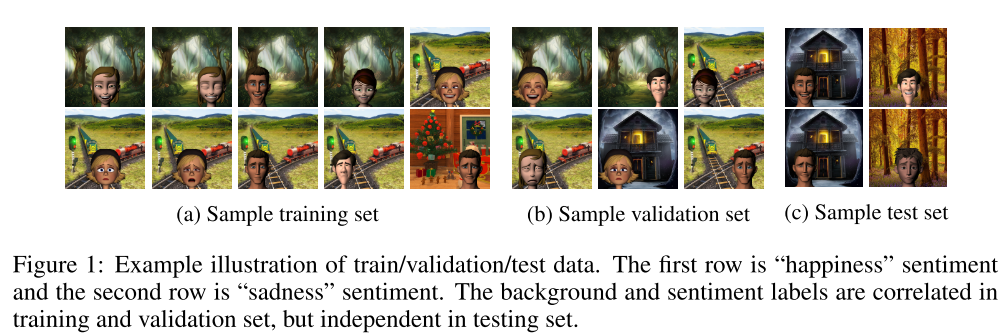 (a) Sample training set
(b) Sample validation set
(c) Sample test set
Figure 1: Example illustration of train/validation/test data. The first row is “happiness” sentiment
and the second row is “sadness” sentiment. The background and sentiment labels are correlated in
training and validation set, but independent in testing set.